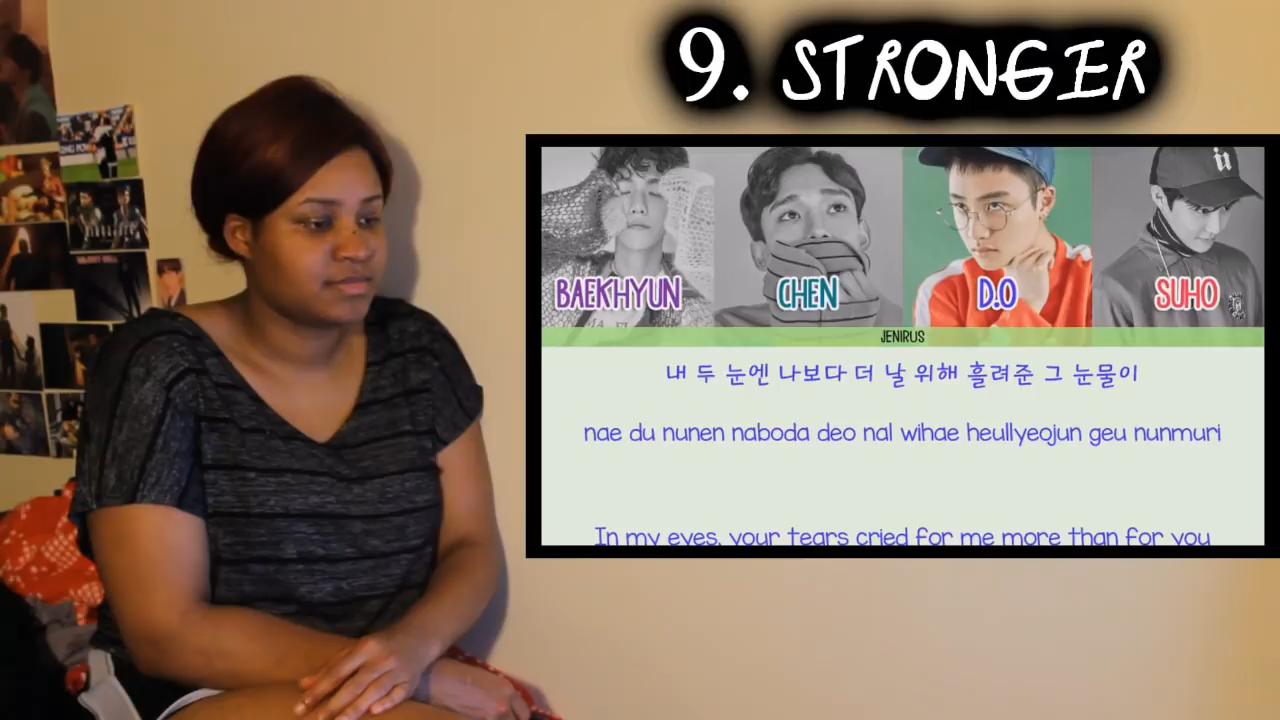 9. STRONGER
BAEKHYUN CHEN D.O SUHO
JENIRUS
내 두 눈엔 나보다 더 날 위해 흘려준 그 눈물이
nae du nunen naboda deo nal wihae heullyeojun geu nunmuri
In my eyes, your tears cried for me more than for you